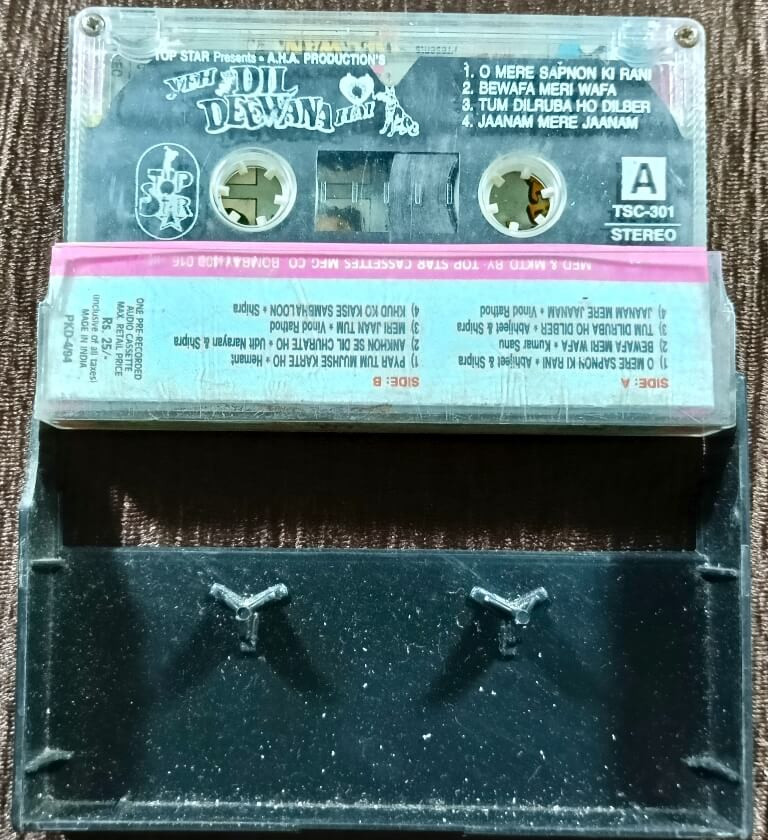 TOP STAR Presents • A.H.A. PRODUCTION'S
YEH DIL
DEEWANA HAI
1. O MERE SAPNON KI RANI
2. BEWAFA MERI WAFA
3. TUM DILRUBA HO DILBER
4. JAANAM MERE JAANAM
TOP
STAR
A
TSC-301
STEREO
MFD & MKTD BY: TOP STAR CASSETTES MFG CO. BOMBAY 400 016
SIDE: A
1) O MERE SAPNON KI RANI • Abhijeet & Shipra
2) BEWAFA MERI WAFA • Kumar Sanu
3) TUM DILRUBA HO DILBER • Abhijeet & Shipra
4) JAANAM MERE JAANAM • Vinod Rathod
SIDE: B
1) PYAR TUM MUJHSE KARTE HO • Hemant
2) ANKHON SE DIL CHURATE HO • Udit Narayan & Shipra
3) MERI JAAN TUN • Vinod Rathod
4) KHUD KO KAISE SAMBHALOON • Shipra
ONE PRE-RECORDED
AUDIO CASSETTE
MAX. RETAIL PRICE
Rs. 25/-
(inclusive of all taxes)
MADE IN INDIA
PKD-4/94